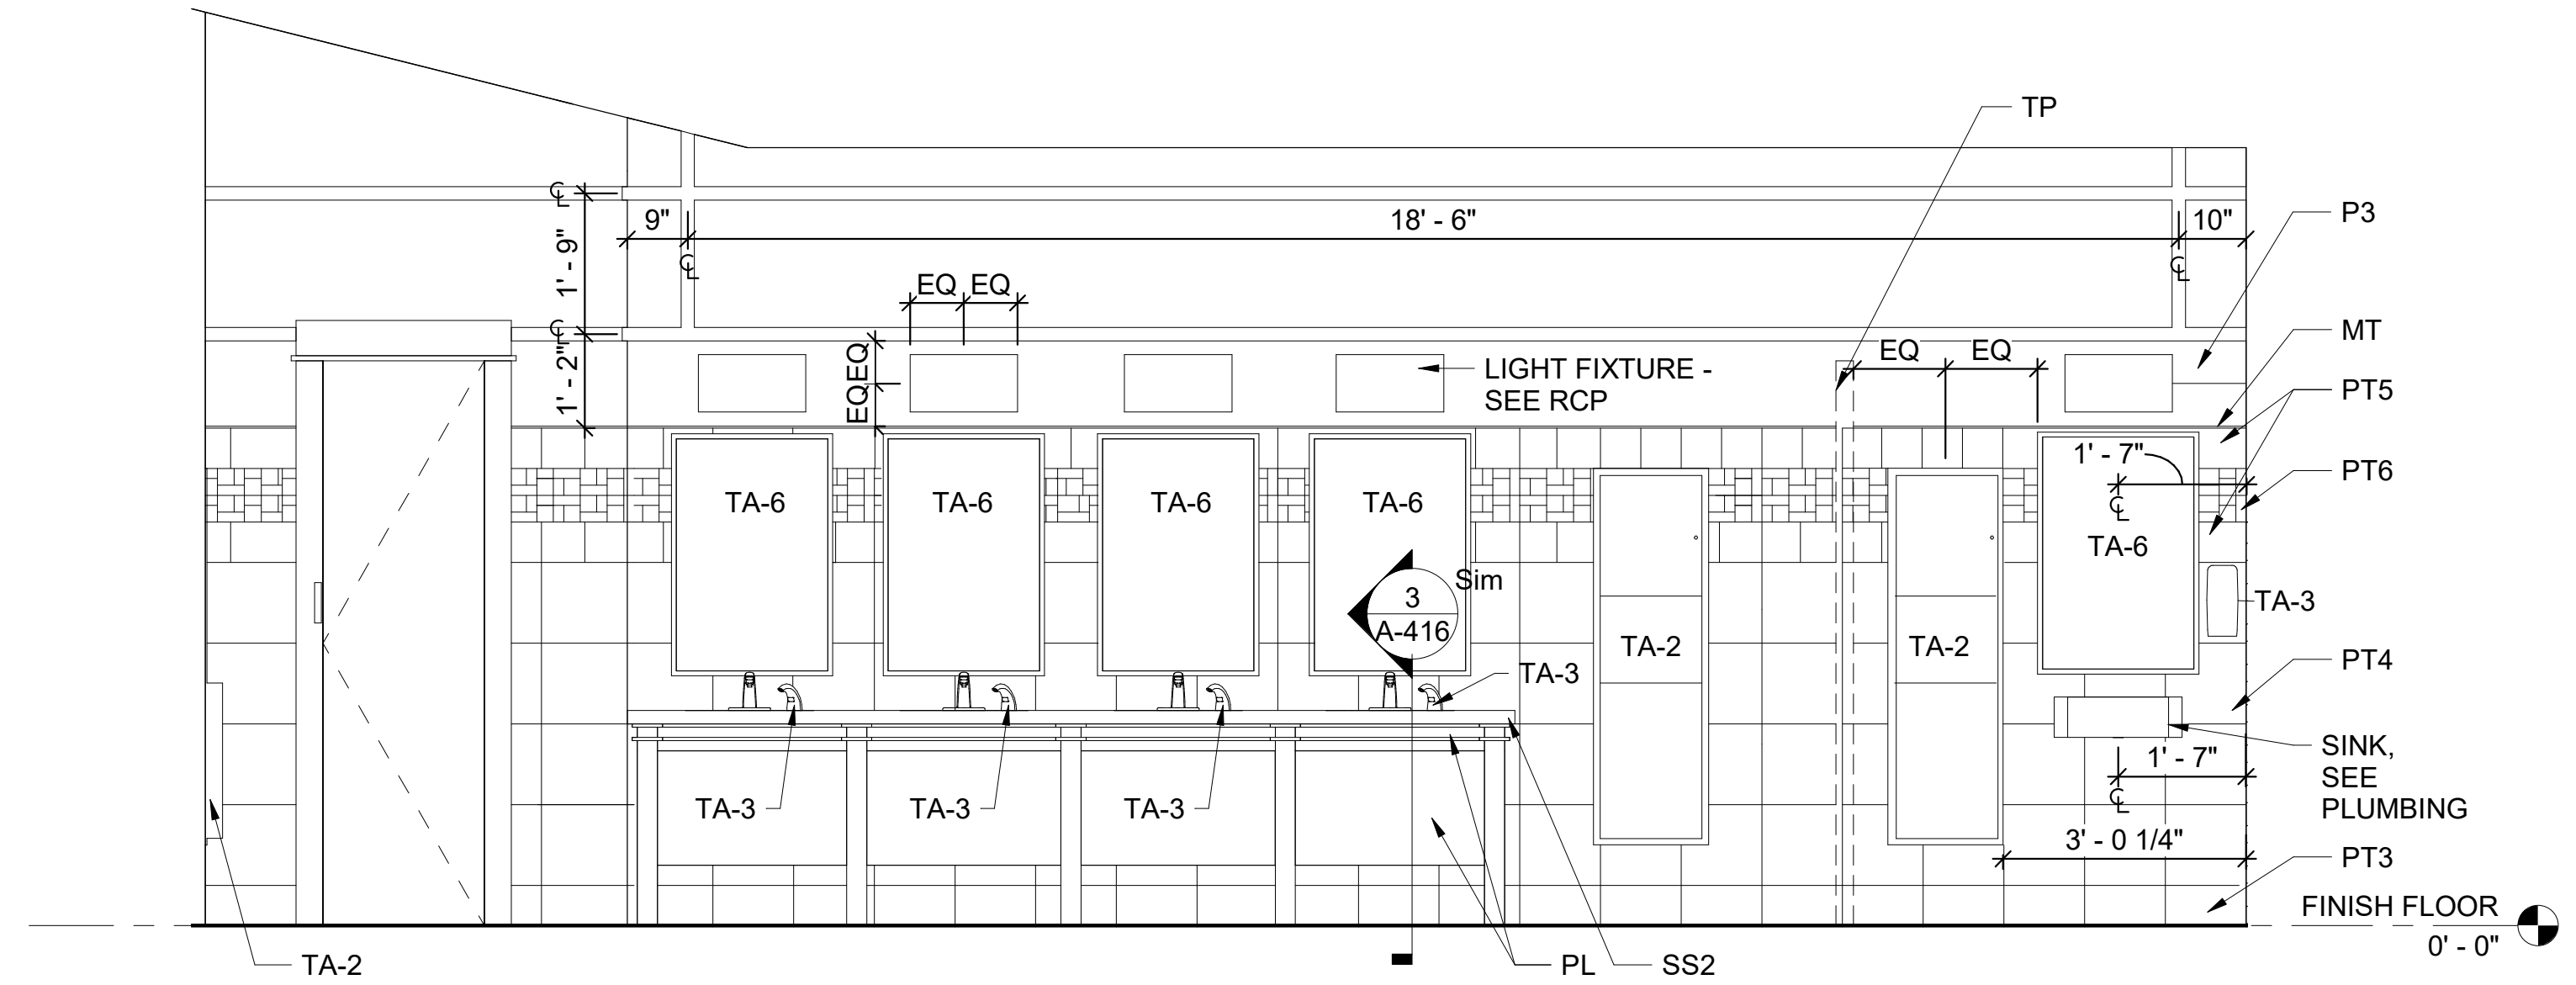 TP
P3
9"
18' - 6"
10"
1' - 9"
EQ
EQ
MT
1' - 2"
EQ
EQ
LIGHT FIXTURE -
SEE RCP
EQ
EQ
PT5
1' - 7"
PT6
TA-6
TA-6
TA-6
TA-6
TA-6
Sim
3
A-416
TA-3
TA-2
TA-2
PT4
TA-3
SINK,
SEE
PLUMBING
1' - 7"
TA-3
TA-3
TA-3
3' - 0 1/4"
PT3
FINISH FLOOR
0' - 0"
TA-2
PL
SS2